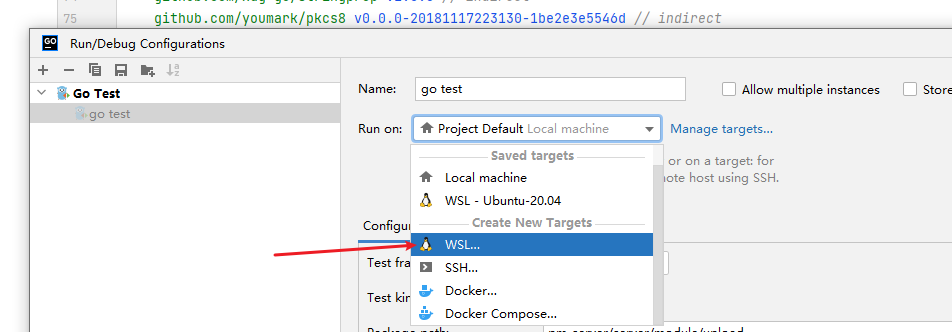 75 github.com/youmark/pkcs8 v0.0.0-20181117223130-1be2e3e5546d // indirect
GO Run/Debug Configurations
Go Test
go test
Name: go test Allow multiple instances Store
Run on: Project Default Local machine Manage targets...
Saved targets
or on a target: for
Local machine
note host using SSH.
WSL - Ubuntu-20.04
Create New Targets
Configu
WSL...
Test fra
SSH...
Docker...
Test kin
Docker Compose...